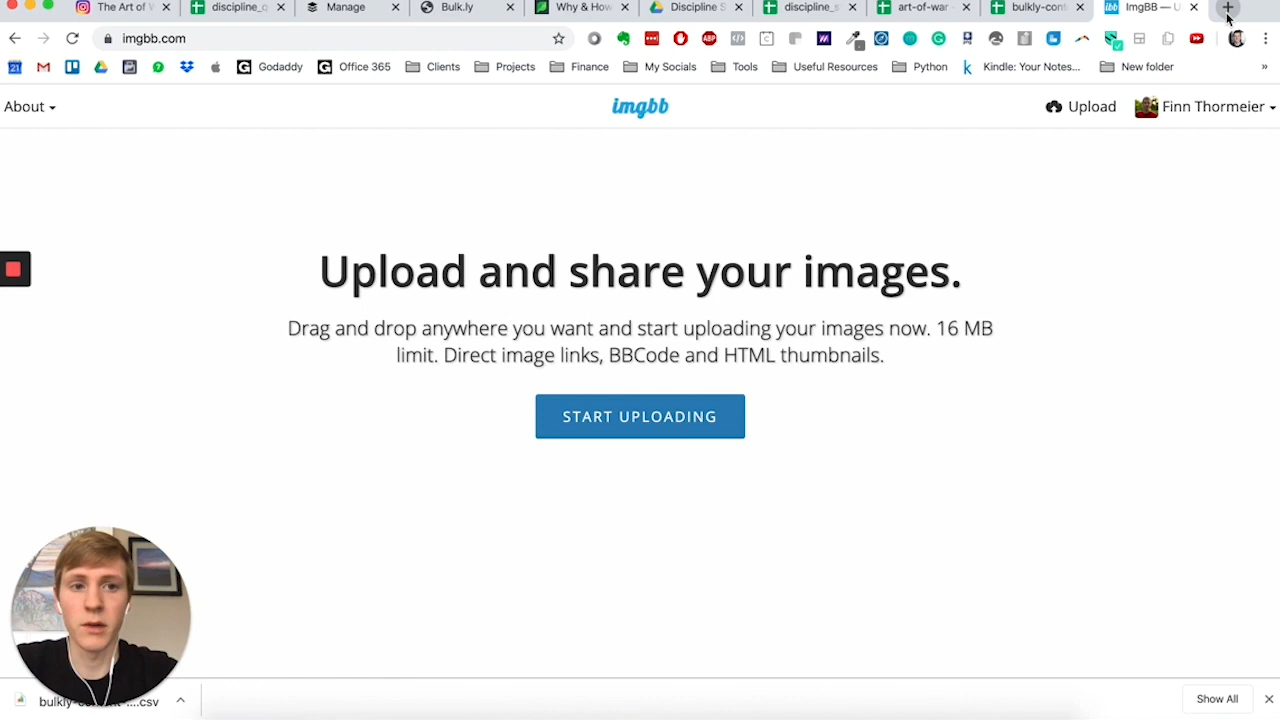 The Art of W
discipline_q
Manage
Bulk.ly
Why & How
Discipline S
discipline_s
art-of-war
bulkly-cont
ImgBB — U
imgbb.com
Godaddy
Office 365
Clients
Projects
Finance
My Socials
Tools
Useful Resources
Python
Kindle: Your Notes...
New folder
»
About
imgbb
Upload
Finn Thormeier
Upload and share your images.
Drag and drop anywhere you want and start uploading your images now. 16 MB
limit. Direct image links, BBCode and HTML thumbnails.
START UPLOADING
Show All